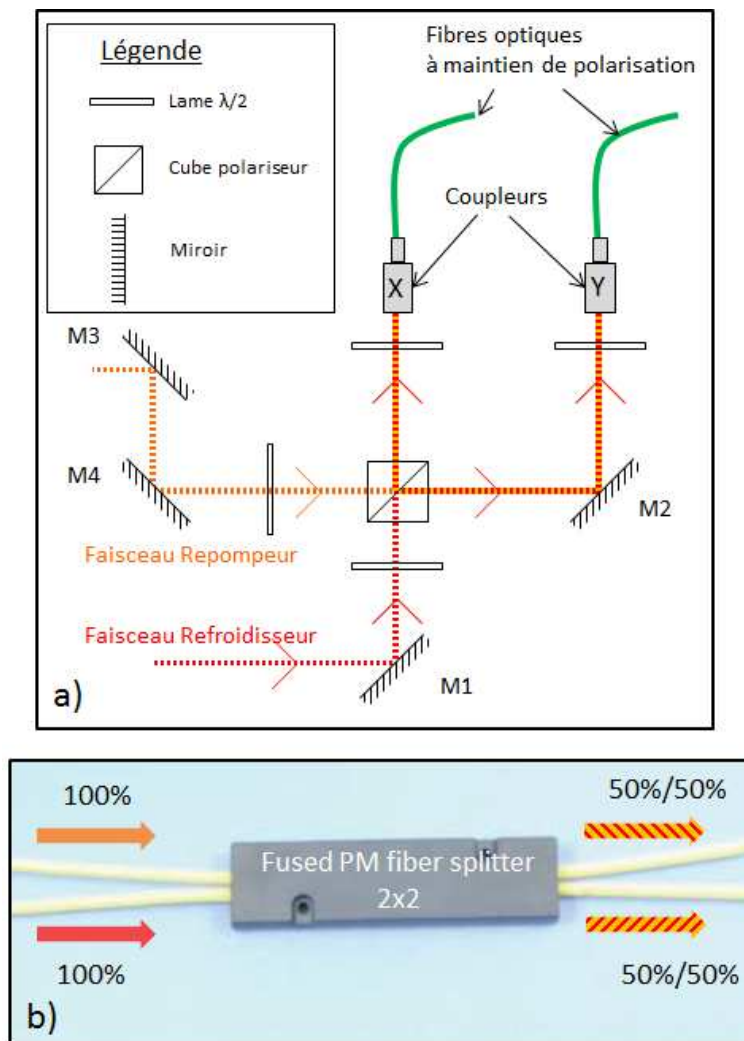 Légende
Lame λ/2
Cube polariseur
Miroir
Fibres optiques
à maintien de polarisation
Coupleurs
X
Y
M3
M4
M2
Faisceau Repompeur
Faisceau Refroidisseur
M1
a)
100%
50%/50%
Fused PM fiber splitter
2x2
100%
50%/50%
b)